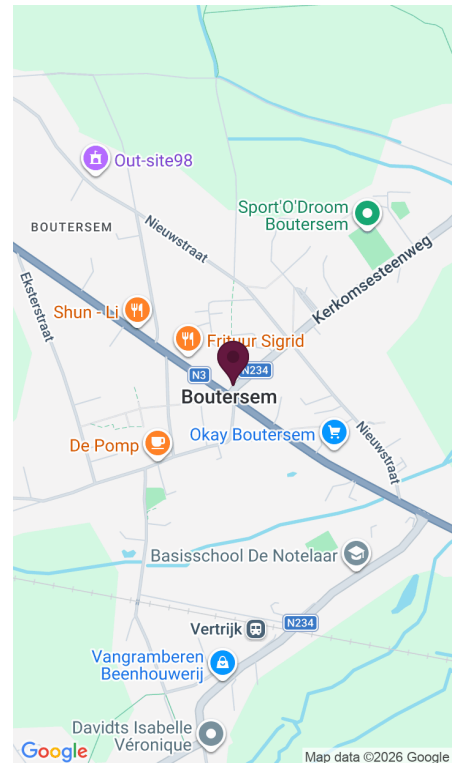 Out-site98
Sport'O'Droom
Boutersem
BOUTERSEM
Nieuwstraat
Kerkomsesteenweg
Eksterstraat
Shun - Li
Frituur Sigrid
N3
N234
Boutersem
Okay Boutersem
De Pomp
Nieuwstraat
Basisschool De Notelaar
Vertrijk
N234
Vangramberen
Beenhouwerij
Davidts Isabelle
Véronique
Google
Map data ©2026 Google